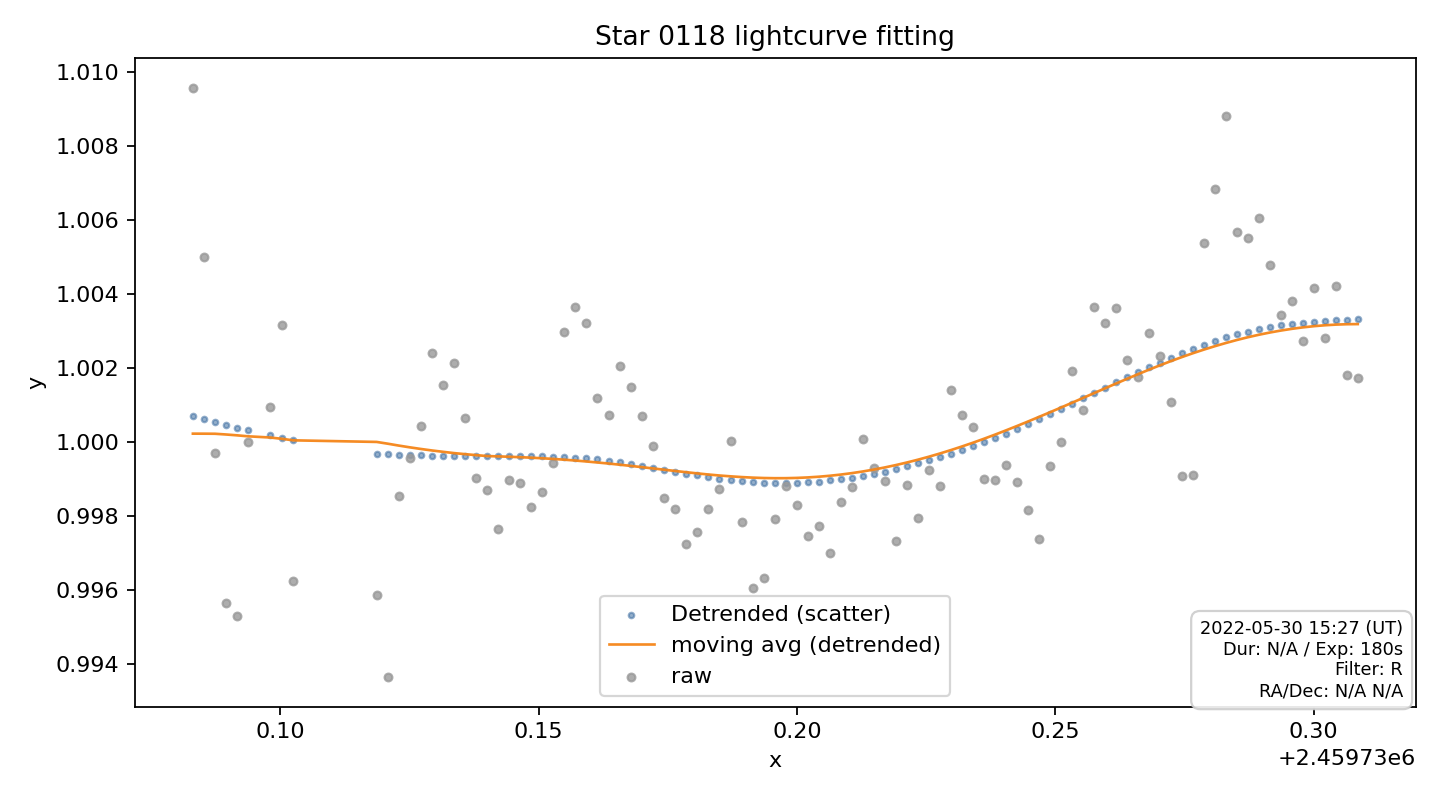 Star 0118 lightcurve fitting
1.010
1.008
1.006
1.004
1.002
1.000
0.998
0.996
0.994
y
Detrended (scatter)
moving avg (detrended)
raw
2022-05-30 15:27 (UT)
Dur: N/A / Exp: 180s
Filter: R
RA/Dec: N/A N/A
0.10 0.15 0.20 0.25 0.30
x
+2.45973e6